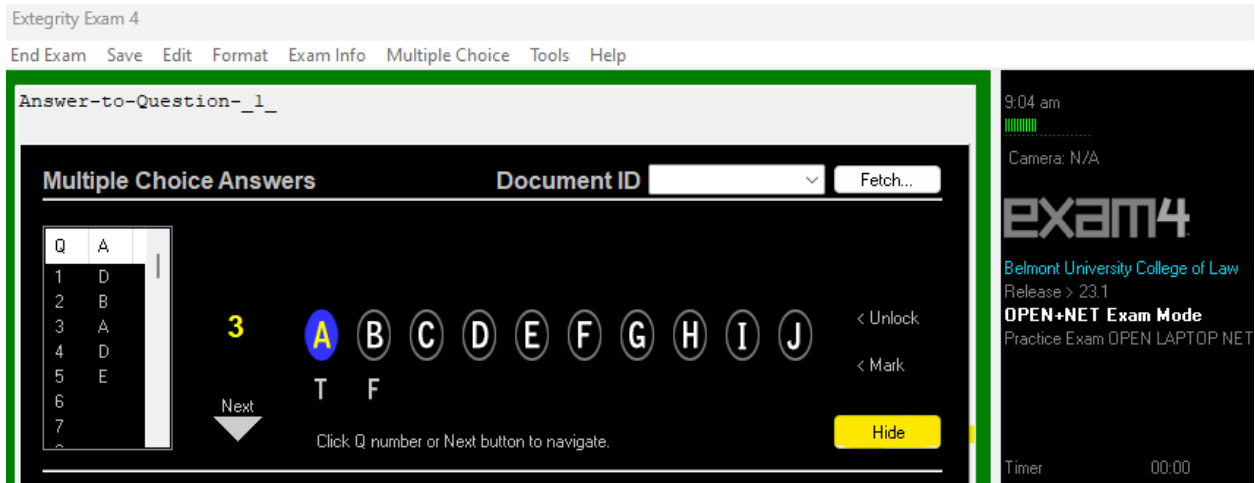 Extegrity Exam 4
End Exam Save Edit Format Exam Info Multiple Choice Tools Help
Answer-to-Question-_1_
Multiple Choice Answers Document ID Fetch...
Q A
1 D
2 B
3 A
4 D
5 E
6
7
3
A B C D E F G H I J
T F
Next
Click Q number or Next button to navigate.
< Unlock
< Mark
Hide
9:04 am
Camera: N/A
exam4
Belmont University College of Law
Release > 23.1
OPEN+NET Exam Mode
Practice Exam OPEN LAPTOP NET
Timer 00:00